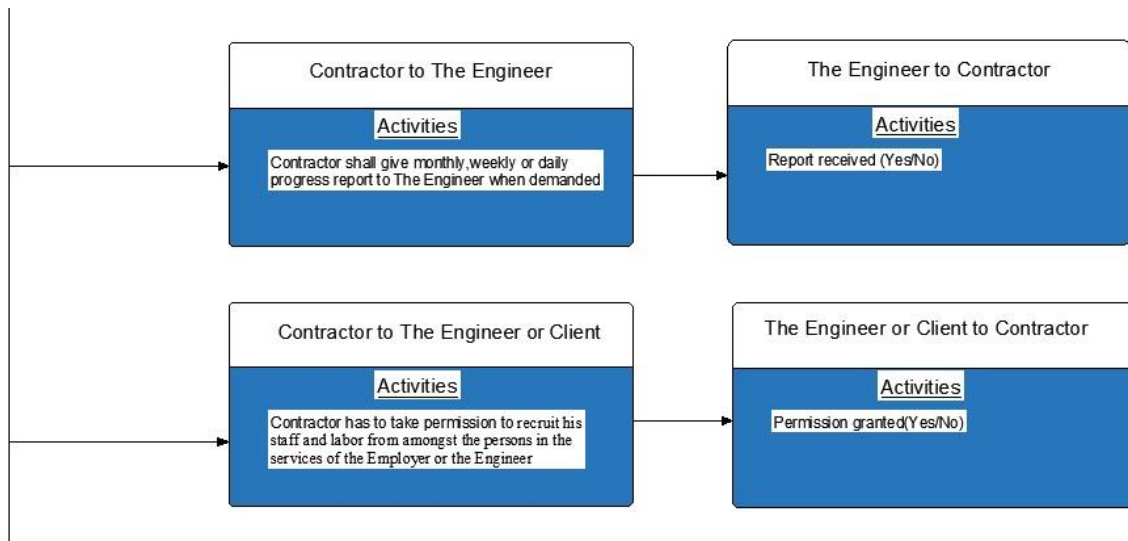 Contractor to The Engineer
Activities
Contractor shall give monthly,weekly or daily
progress report to The Engineer when demanded
The Engineer to Contractor
Activities
Report received (Yes/No)
Contractor to The Engineer or Client
Activities
Contractor has to take permission to recruit his
staff and labor from amongst the persons in the
services of the Employer or the Engineer
The Engineer or Client to Contractor
Activities
Permission granted(Yes/No)